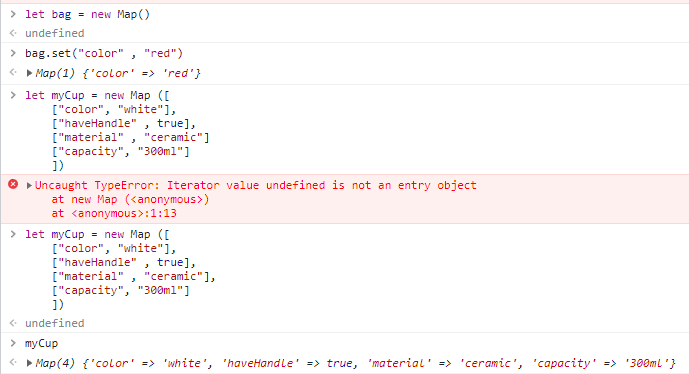 let bag = new Map()
undefined
bag.set("color" , "red")
Map(1) {'color' => 'red'}
let myCup = new Map ([
["color", "white"],
["haveHandle" , true],
["material" , "ceramic"]
["capacity", "300ml"]
])
Uncaught TypeError: Iterator value undefined is not an entry object
at new Map (<anonymous>)
at <anonymous>:1:13
let myCup = new Map ([
["color", "white"],
["haveHandle" , true],
["material" , "ceramic"],
["capacity", "300ml"]
])
undefined
myCup
Map(4) {'color' => 'white', 'haveHandle' => true, 'material' => 'ceramic', 'capacity' => '300ml'}